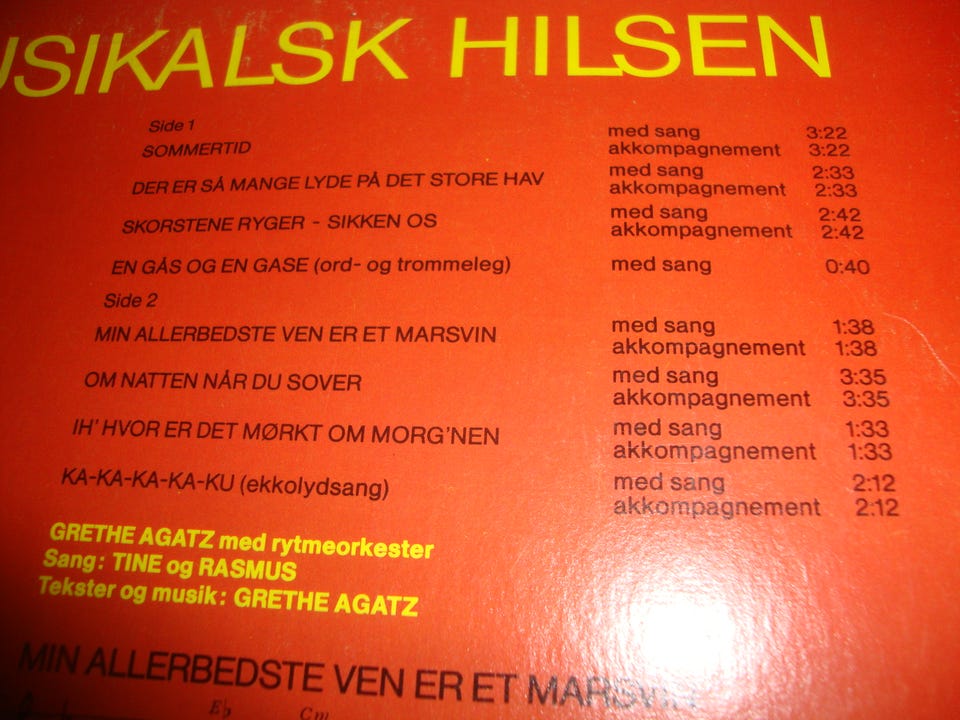 USIKALSK HILSEN
Side 1
SOMMERTID med sang 3:22
akkompagnement 3:22
DER ER SÅ MANGE LYDE PÅ DET STORE HAV med sang 2:33
akkompagnement 2:33
SKORSTENE RYGER - SIKKEN OS med sang 2:42
akkompagnement 2:42
EN GÅS OG EN GASE (ord- og trommeleg) med sang 0:40
Side 2
MIN ALLERBEDSTE VEN ER ET MARSVIN med sang 1:38
akkompagnement 1:38
OM NATTEN NÅR DU SOVER med sang 3:35
akkompagnement 3:35
IH' HVOR ER DET MØRKT OM MORG'NEN med sang 1:33
akkompagnement 1:33
KA-KA-KA-KA-KU (ekkolydsang) med sang 2:12
akkompagnement 2:12
GRETHE AGATZ med rytmeorkester
Sang: TINE og RASMUS
Tekster og musik: GRETHE AGATZ
MIN ALLERBEDSTE VEN ER ET MARSVIN
E♭ Cm